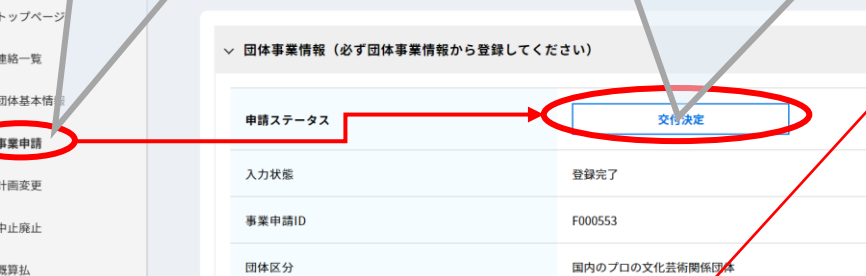 トップページ
連絡一覧
団体基本情報
事業申請
計画変更
中止廃止
概算払
団体事業情報（必ず団体事業情報から登録してください）
申請ステータス 交付決定
入力状態 登録完了
事業申請ID F000553
団体区分 国内のプロの文化芸術関係団体